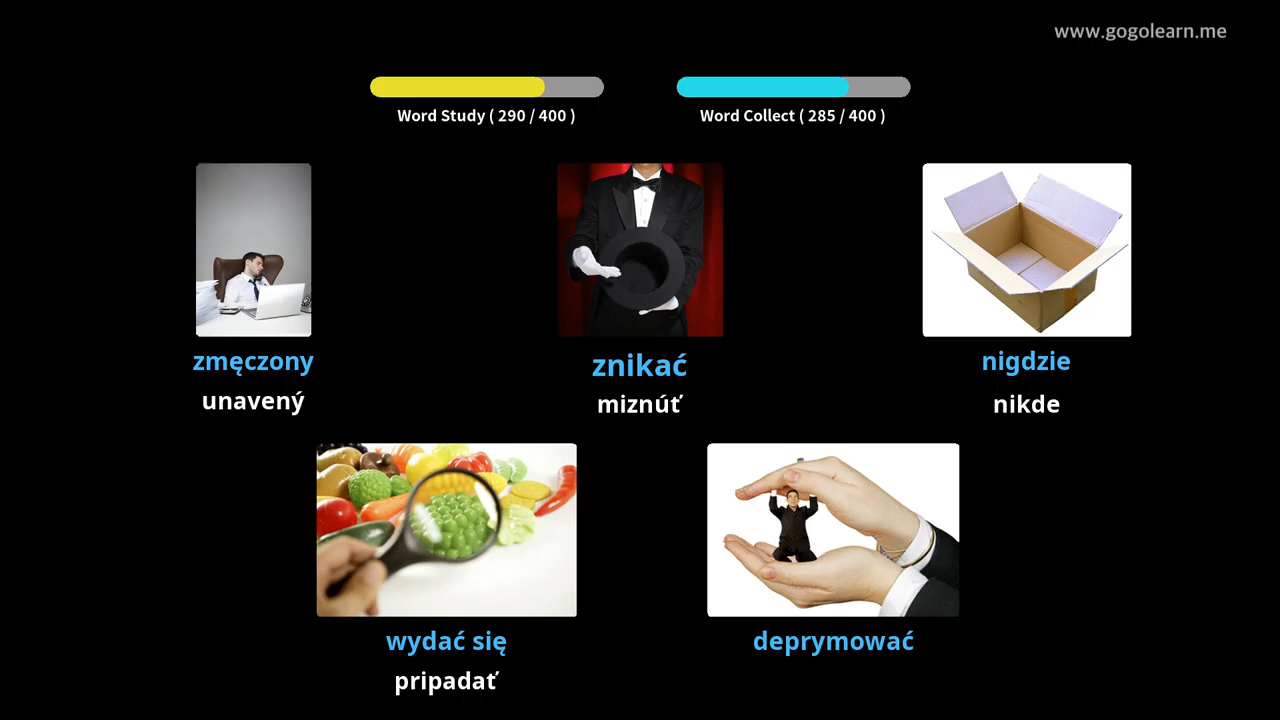 www.gogolearn.me
Word Study ( 290 / 400 )
Word Collect ( 285 / 400 )
zmęczony
unavený
znikać
miznúť
nigdzie
nikde
wydać się
pripadať
deprymować